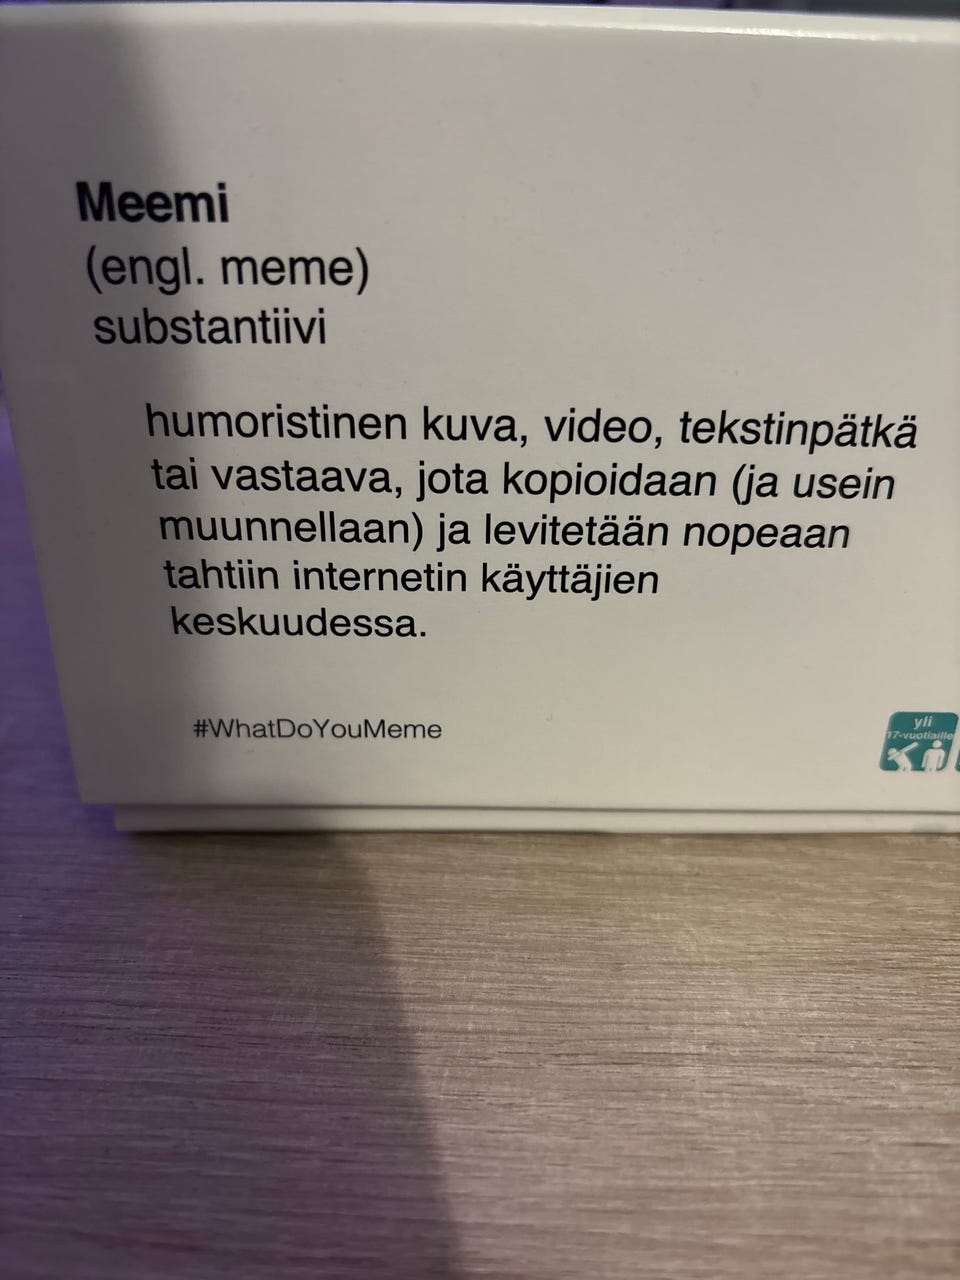 Meemi
(engl. meme)
substantiivi
humoristinen kuva, video, tekstinpätkä
tai vastaava, jota kopioidaan (ja usein
muunnellaan) ja levitetään nopeaan
tahtiin internetin käyttäjien
keskuudessa.
#WhatDoYouMeme
yli
17-vuotiaille